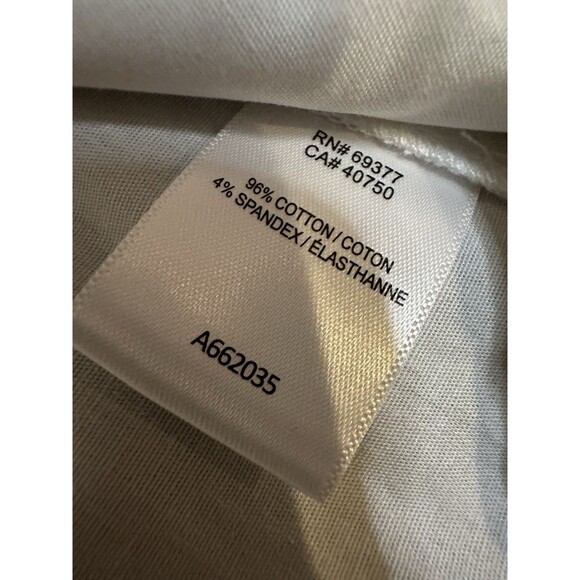 RN# 69377
CA# 40750
96% COTTON / COTON
4% SPANDEX / ÉLASTHANNE
A662035